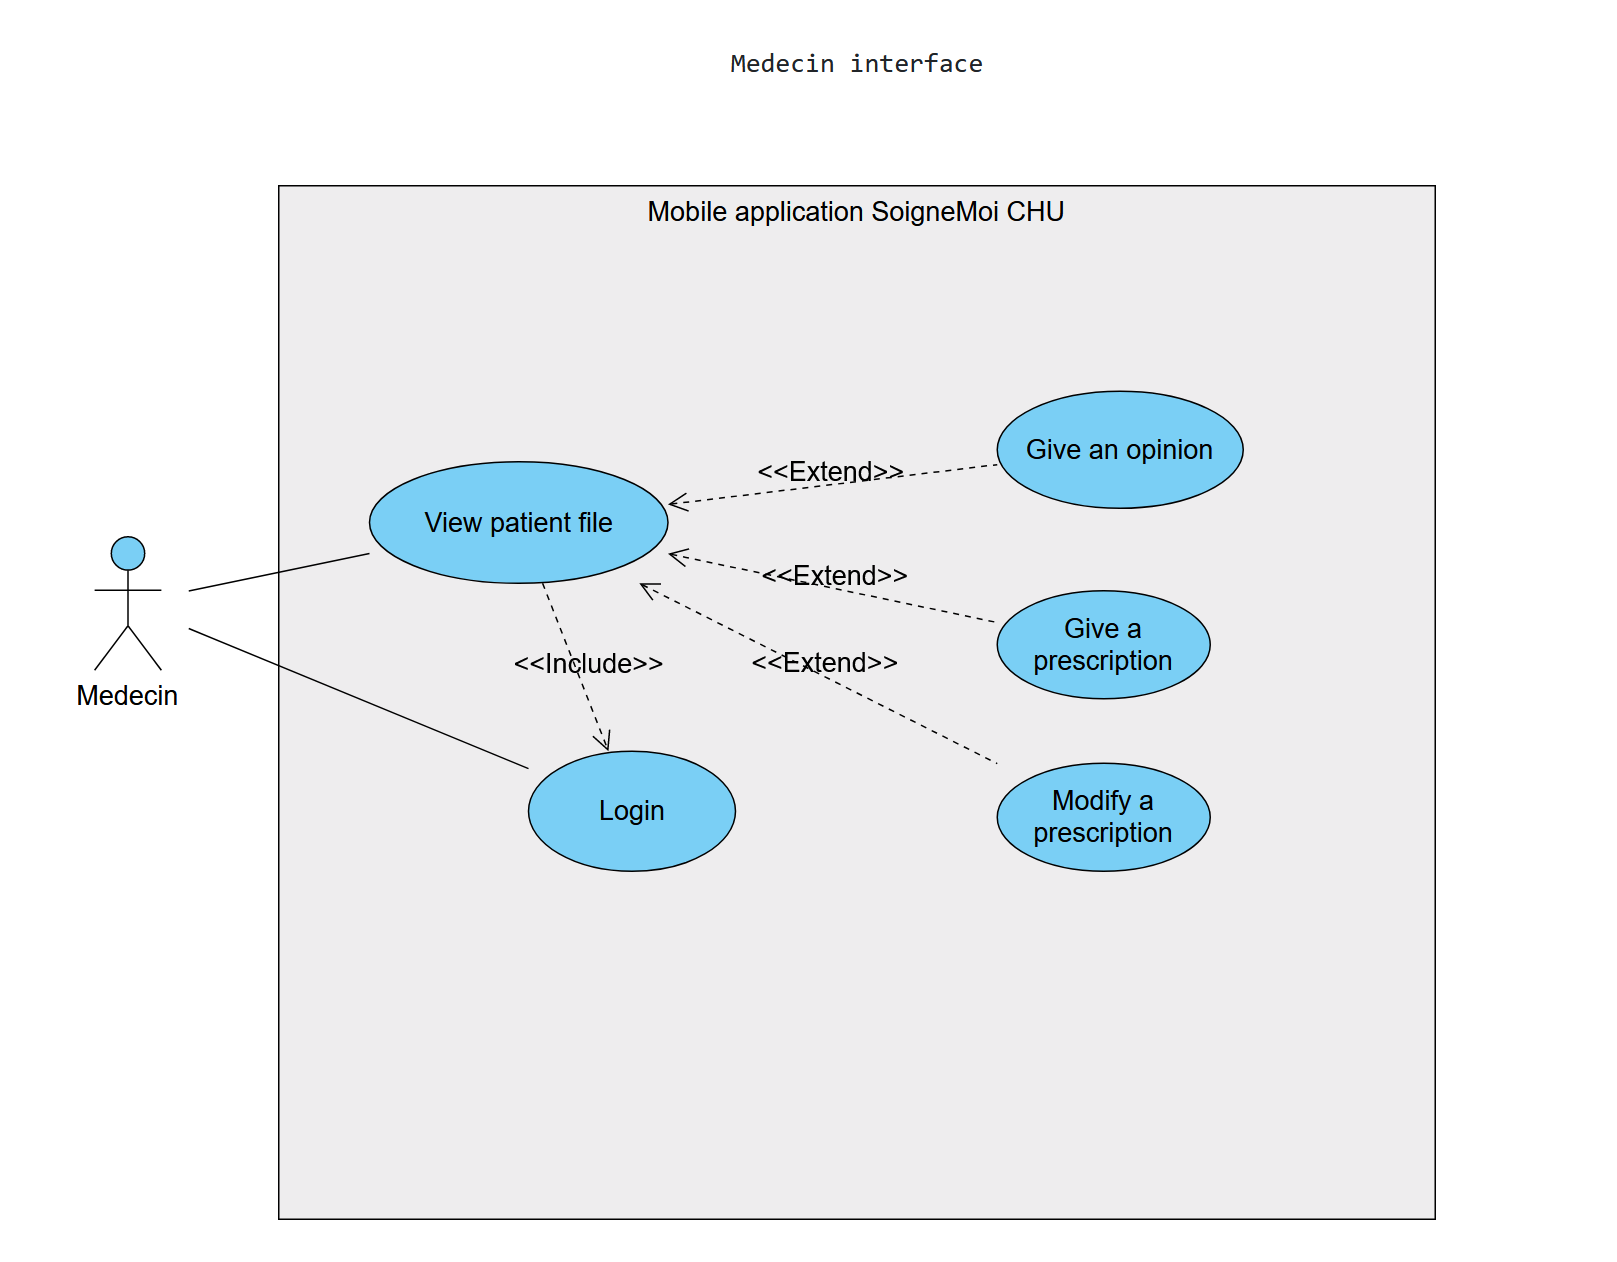 Medecin interface
Mobile application SoigneMoi CHU
Give an opinion
<<Extend>>
View patient file
<<Extend>>
Give a
prescription
<<Include>>
<<Extend>>
Medecin
Login
Modify a
prescription